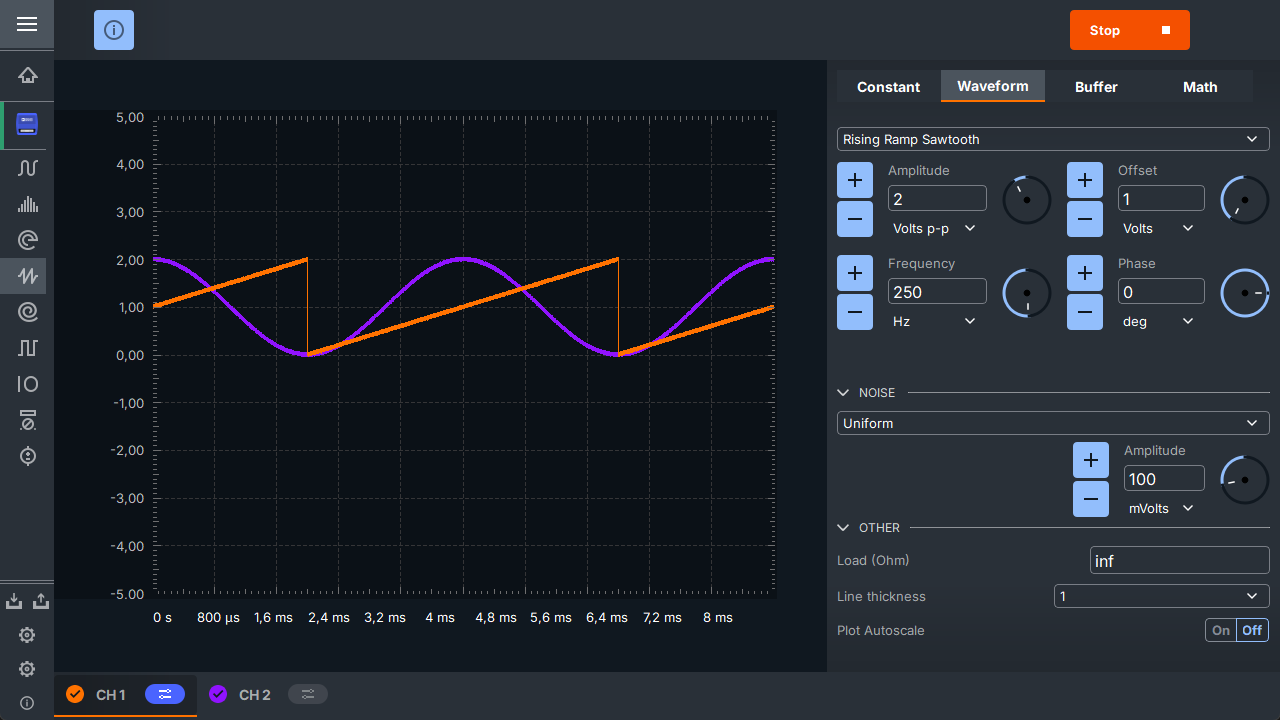 Stop
Constant Waveform Buffer Math
Rising Ramp Sawtooth
Amplitude Offset
2 1
Volts p-p Volts
Frequency Phase
250 0
Hz deg
NOISE
Uniform
Amplitude
100
mVolts
OTHER
Load (Ohm) inf
Line thickness 1
Plot Autoscale On Off
5,00
4,00
3,00
2,00
1,00
0,00
-1,00
-2,00
-3,00
-4,00
-5,00
0 s 800 µs 1,6 ms 2,4 ms 3,2 ms 4 ms 4,8 ms 5,6 ms 6,4 ms 7,2 ms 8 ms
CH 1 CH 2